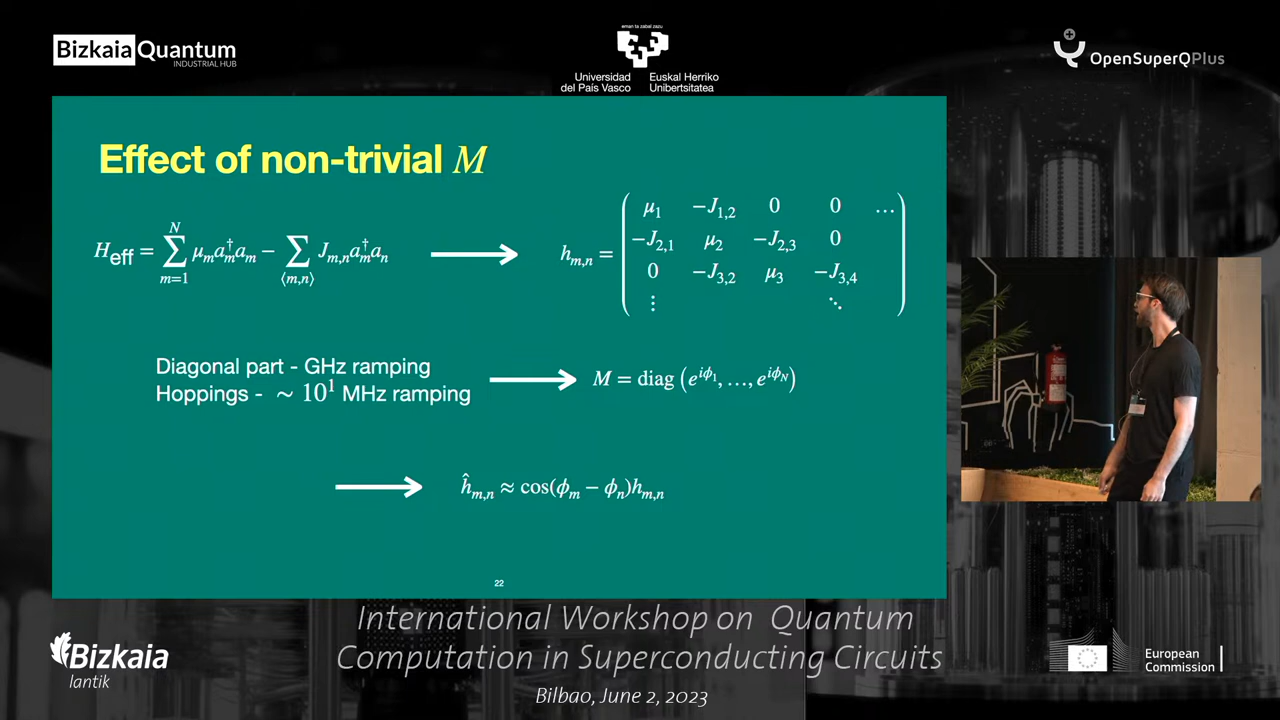 Bizkaia Quantum
INDUSTRIAL HUB
eman ta zabal zazu
Universidad del País Vasco
Euskal Herriko Unibertsitatea
OpenSuperQPlus
Effect of non-trivial M
H_eff = ∑_{m=1}^{N} μ_m a_m^† a_m − ∑_{⟨m,n⟩} J_{m,n} a_m^† a_n ⟶ h_{m,n} =
μ_1 −J_{1,2} 0 0 …
−J_{2,1} μ_2 −J_{2,3} 0
0 −J_{3,2} μ_3 −J_{3,4}
⋮ ⋱
Diagonal part - GHz ramping
Hoppings - ∼ 10^1 MHz ramping
⟶ M = diag (e^{iϕ_1}, …, e^{iϕ_N})
⟶ ĥ_{m,n} ≈ cos(ϕ_m − ϕ_n)h_{m,n}
22
International Workshop on Quantum
Computation in Superconducting Circuits
Bilbao, June 2, 2023
Bizkaia
lantik
European
Commission